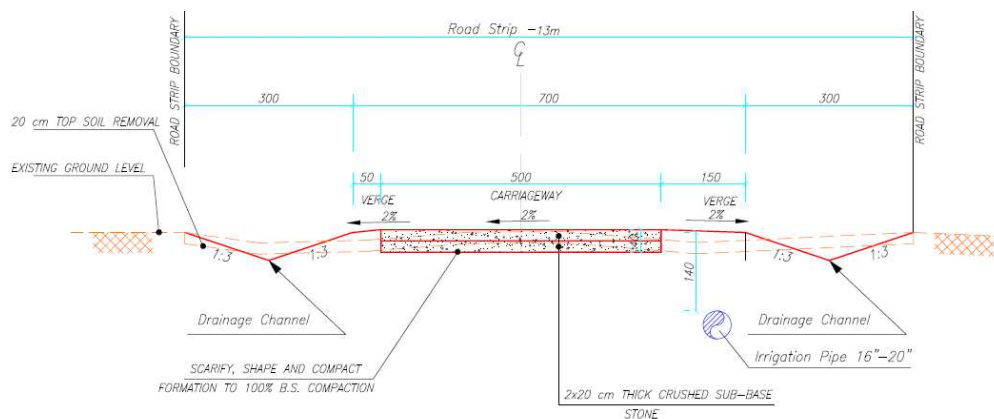 Road Strip -13m
ROAD STRIP BOUNDARY
ROAD STRIP BOUNDARY
300
700
300
20 cm TOP SOIL REMOVAL
EXISTING GROUND LEVEL
50
500
150
VERGE
CARRIAGEWAY
VERGE
2%
2%
2%
1:3
1:3
1:3
1:3
140
Drainage Channel
Drainage Channel
Irrigation Pipe 16"-20"
SCARIFY, SHAPE AND COMPACT
FORMATION TO 100% B.S. COMPACTION
2x20 cm THICK CRUSHED SUB-BASE
STONE